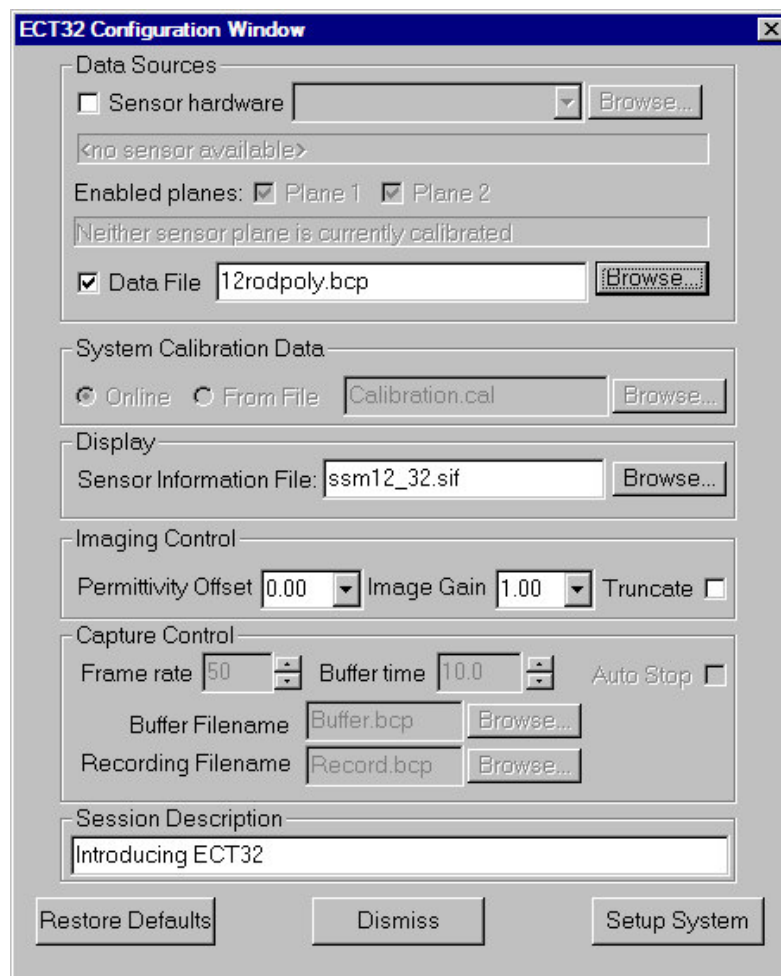 ECT32 Configuration Window
Data Sources
Sensor hardware Browse...
<no sensor available>
Enabled planes: Plane 1 Plane 2
Neither sensor plane is currently calibrated
Data File 12rodpoly.bcp Browse...
System Calibration Data
Online From File Calibration.cal Browse...
Display
Sensor Information File: ssm12_32.sif Browse...
Imaging Control
Permittivity Offset 0.00 Image Gain 1.00 Truncate
Capture Control
Frame rate 50 Buffer time 10.0 Auto Stop
Buffer Filename Buffer.bcp Browse...
Recording Filename Record.bcp Browse...
Session Description
Introducing ECT32
Restore Defaults Dismiss Setup System